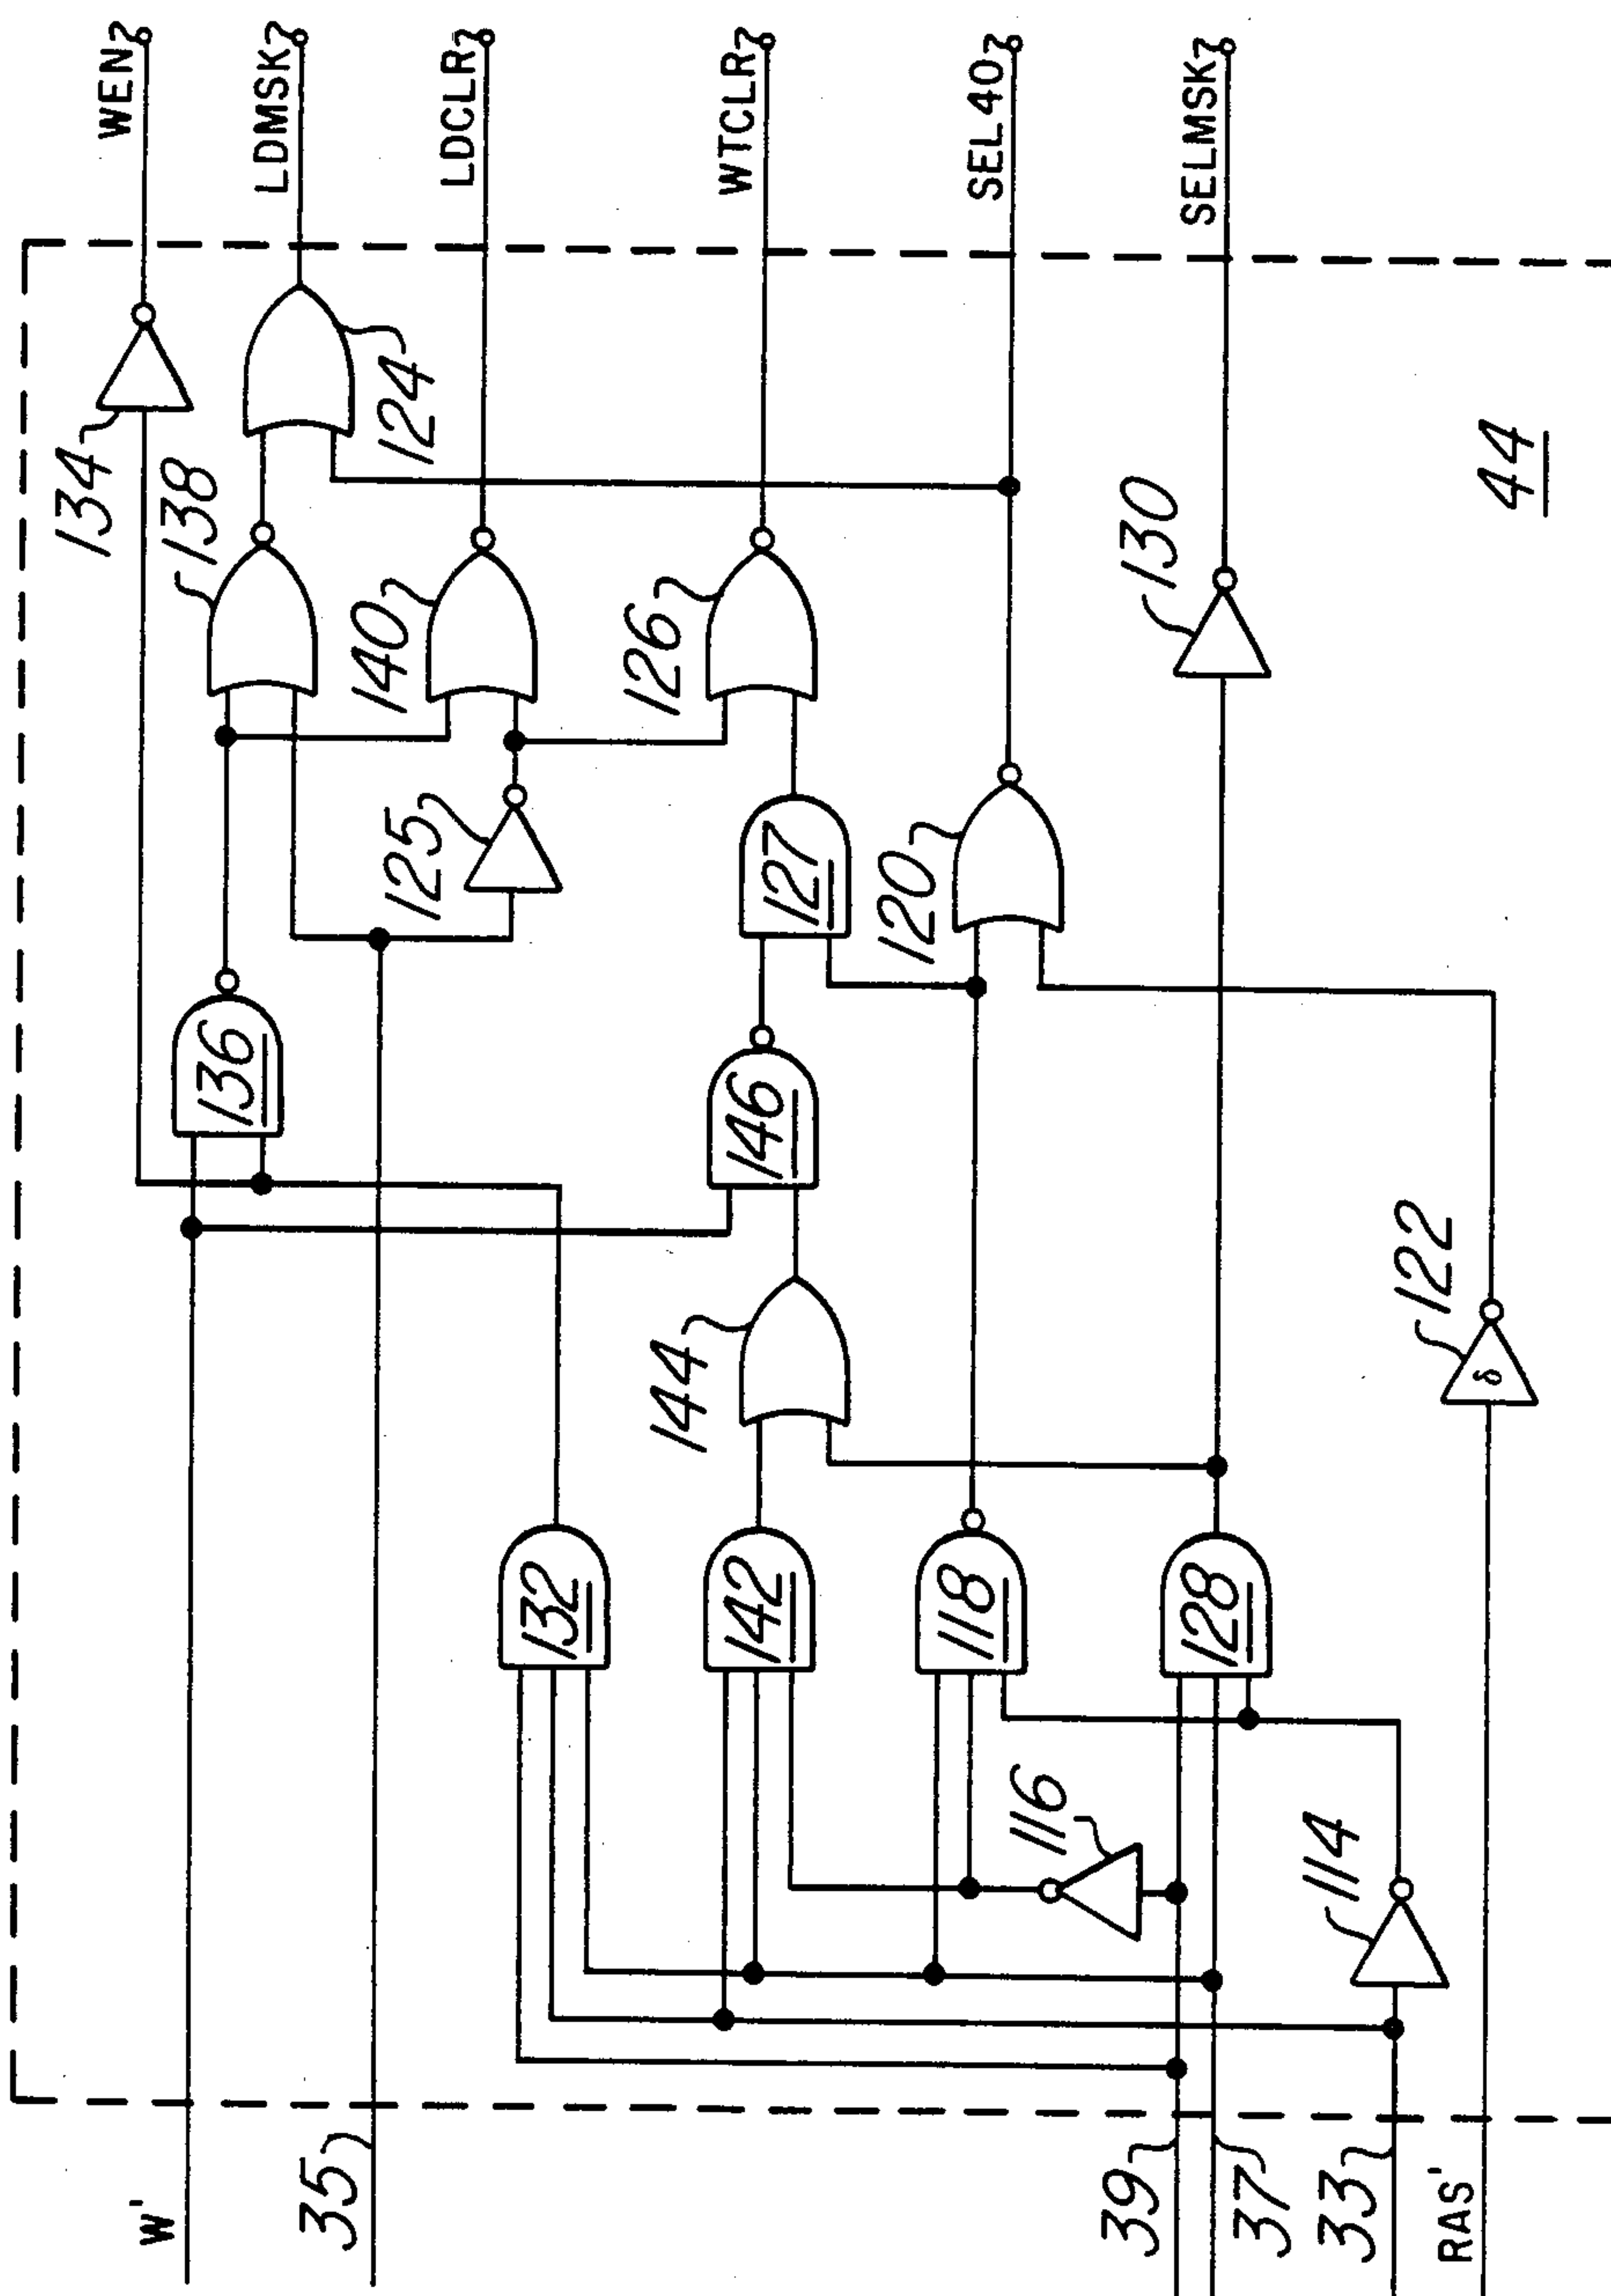 WEN
LDMSK
LDCLR
WTCLR
SEL40
SELMSK
134
138
124
140
126
130
44
125
127
120
136
146
122
δ
144
132
142
118
128
116
114
W'
35
39
37
33
RAS'